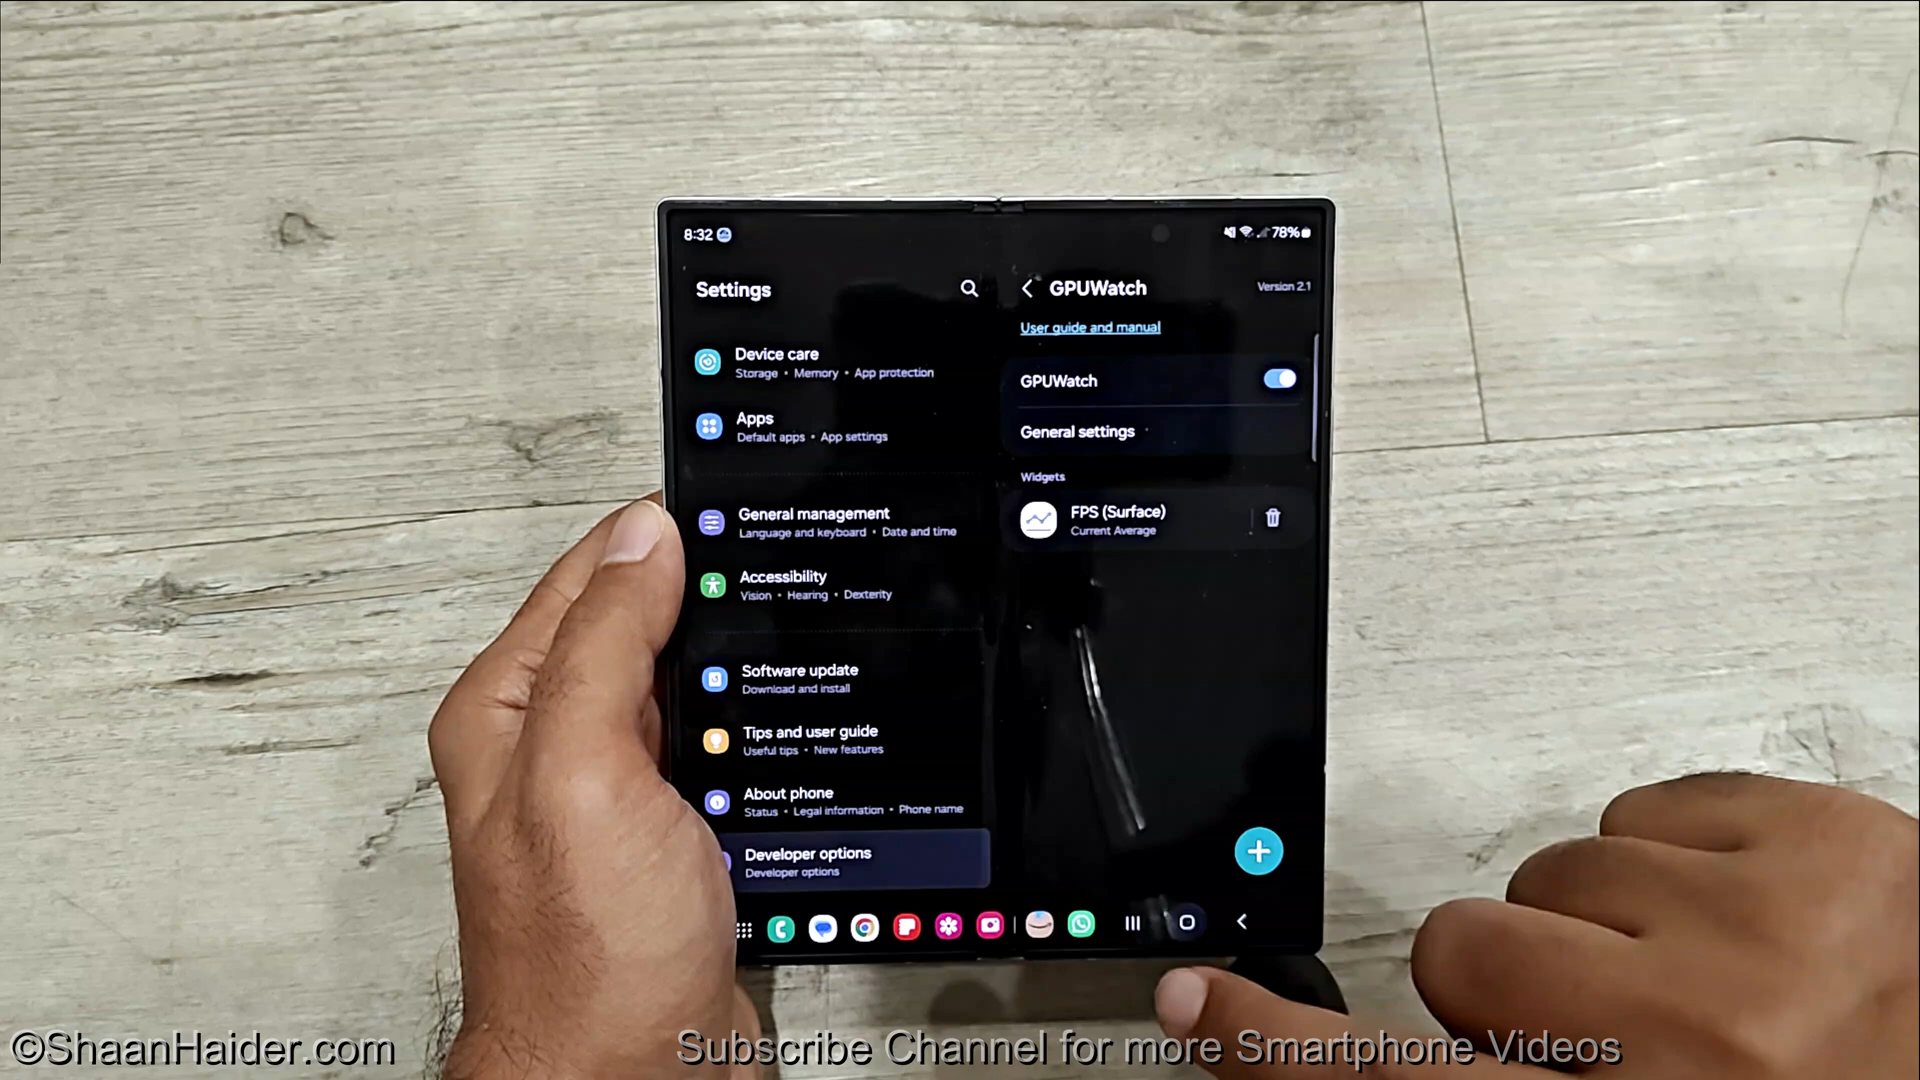 8:32
78%
Settings
Device care
Storage • Memory • App protection
Apps
Default apps • App settings
General management
Language and keyboard • Date and time
Accessibility
Vision • Hearing • Dexterity
Software update
Download and install
Tips and user guide
Useful tips • New features
About phone
Status • Legal information • Phone name
Developer options
Developer options
GPUWatch
Version 2.1
User guide and manual
GPUWatch
General settings
Widgets
FPS (Surface)
Current Average
©ShaanHaider.com
Subscribe Channel for more Smartphone Videos